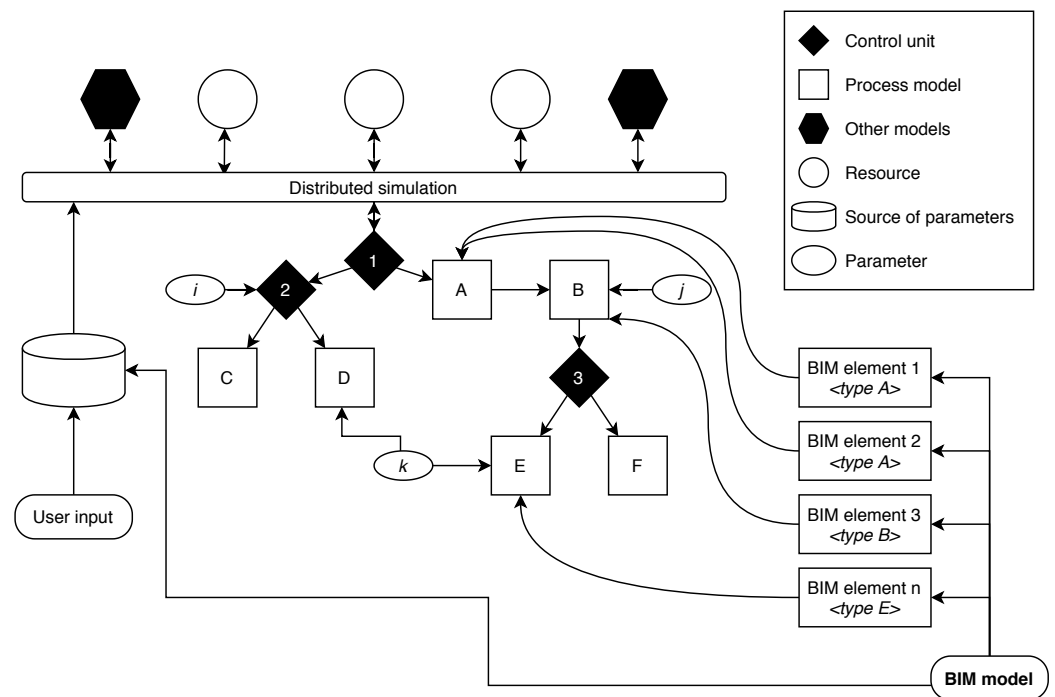 Control unit
Process model
Other models
Resource
Source of parameters
Parameter
Distributed simulation
1
i
2
A
B
j
C
D
3
k
E
F
User input
BIM element 1
<type A>
BIM element 2
<type A>
BIM element 3
<type B>
BIM element n
<type E>
BIM model